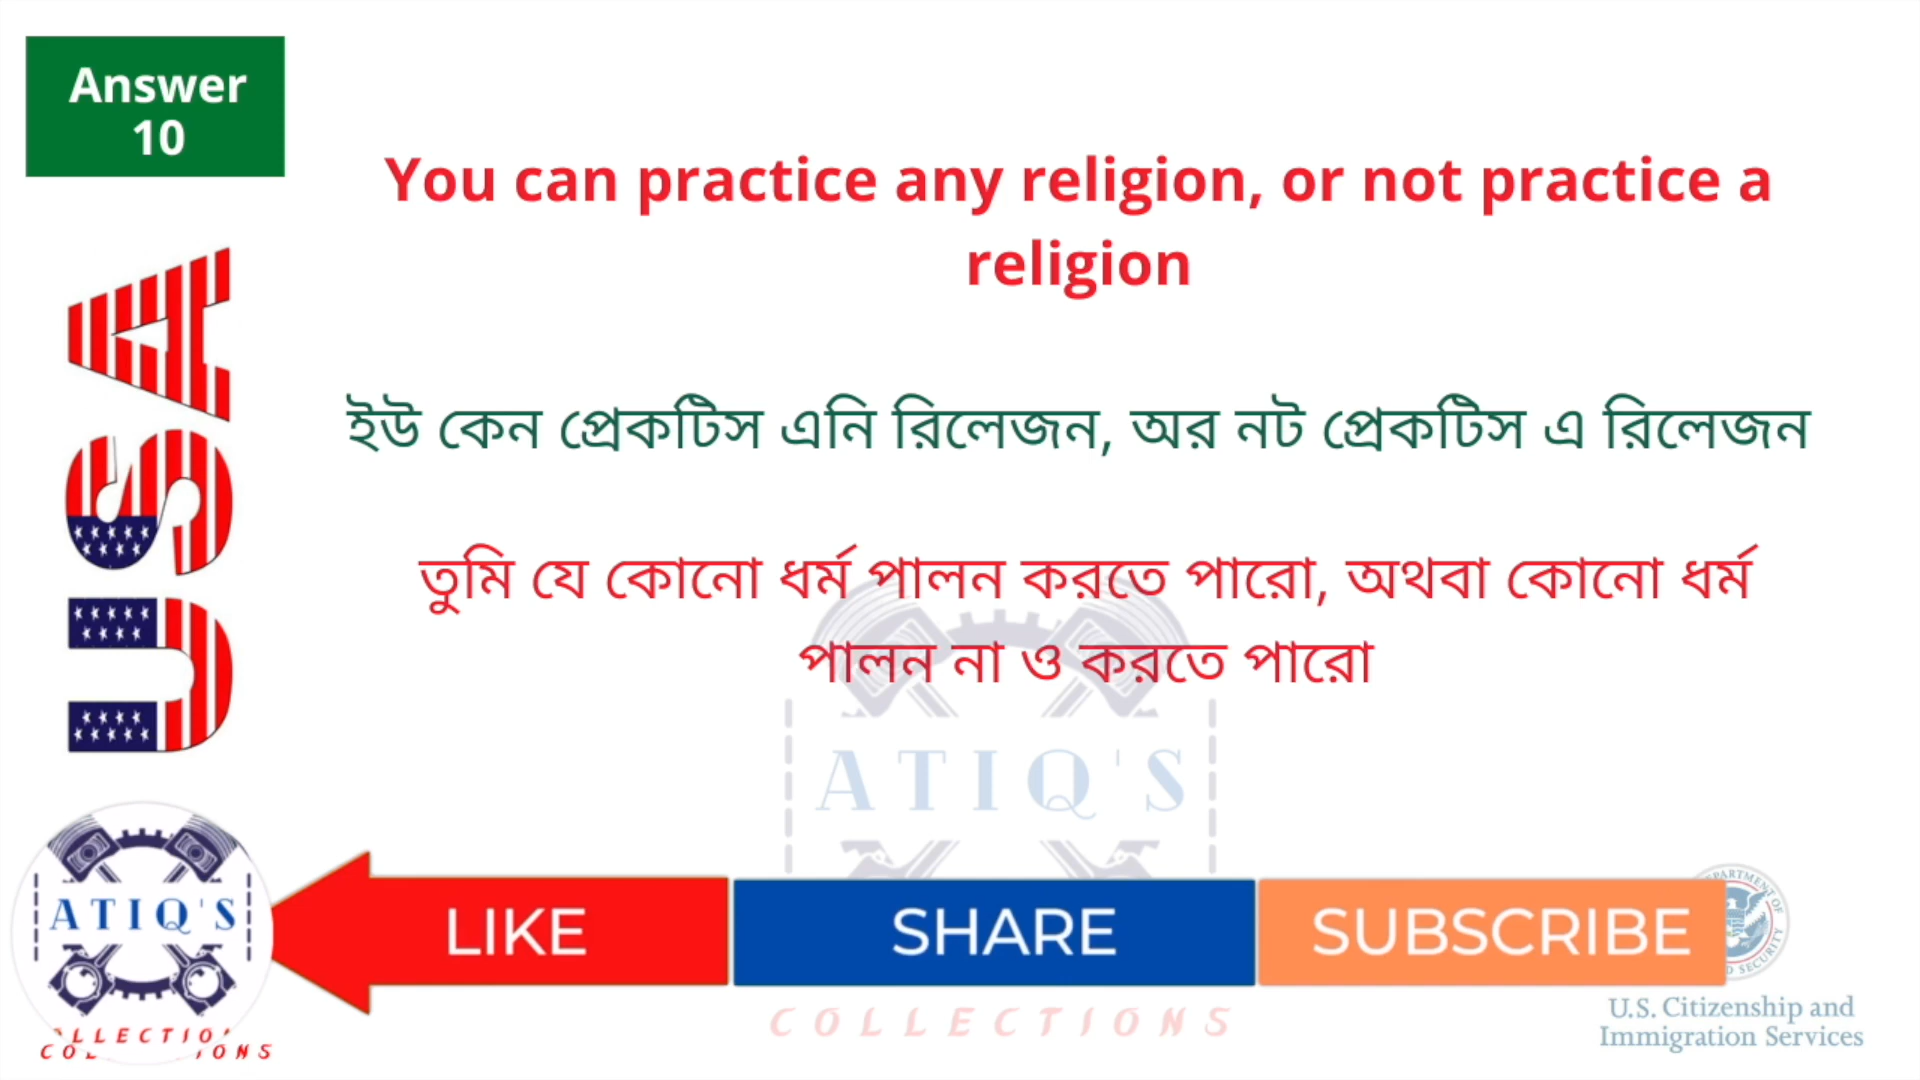 Answer
10
You can practice any religion, or not practice a
religion
ইউ কেন প্রেকটিস এনি রিলেজন, অর নট প্রেকটিস এ রিলেজন
তুমি যে কোনো ধর্ম পালন করতে পারো, অথবা কোনো ধর্ম
পালন না ও করতে পারো
USA
ATIQ'S
ATIQ'S
LIKE
SHARE
SUBSCRIBE
COLLECTIONS
U.S. Citizenship and
Immigration Services